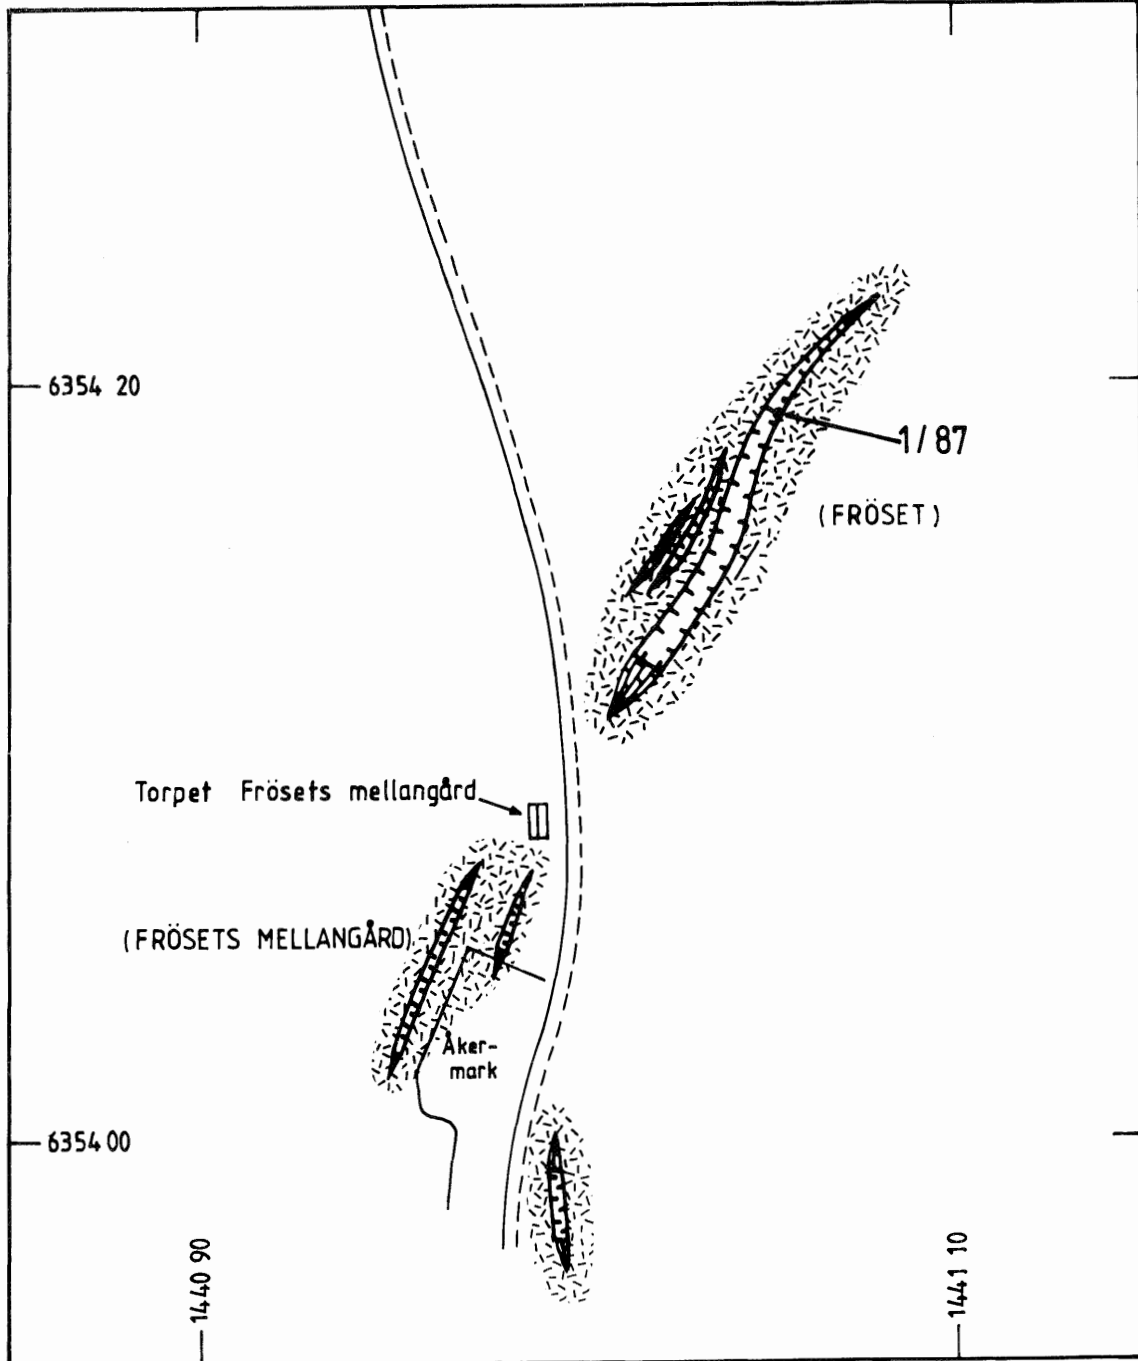 6354 20
1/87
(FRÖSET)
Torpet Frösets mellangård
(FRÖSETS MELLANGÅRD)
Åker-
mark
6354 00
1440 90
1441 10